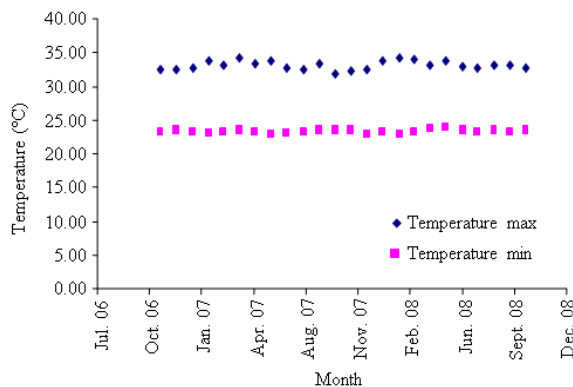 40.00
35.00
30.00
25.00
20.00
15.00
10.00
5.00
0.00
Temperature (°C)
Temperature max
Temperature min
Jul. 06
Oct. 06
Jan. 07
Apr. 07
Aug. 07
Nov. 07
Feb. 08
Jun. 08
Sept. 08
Dec. 08
Month